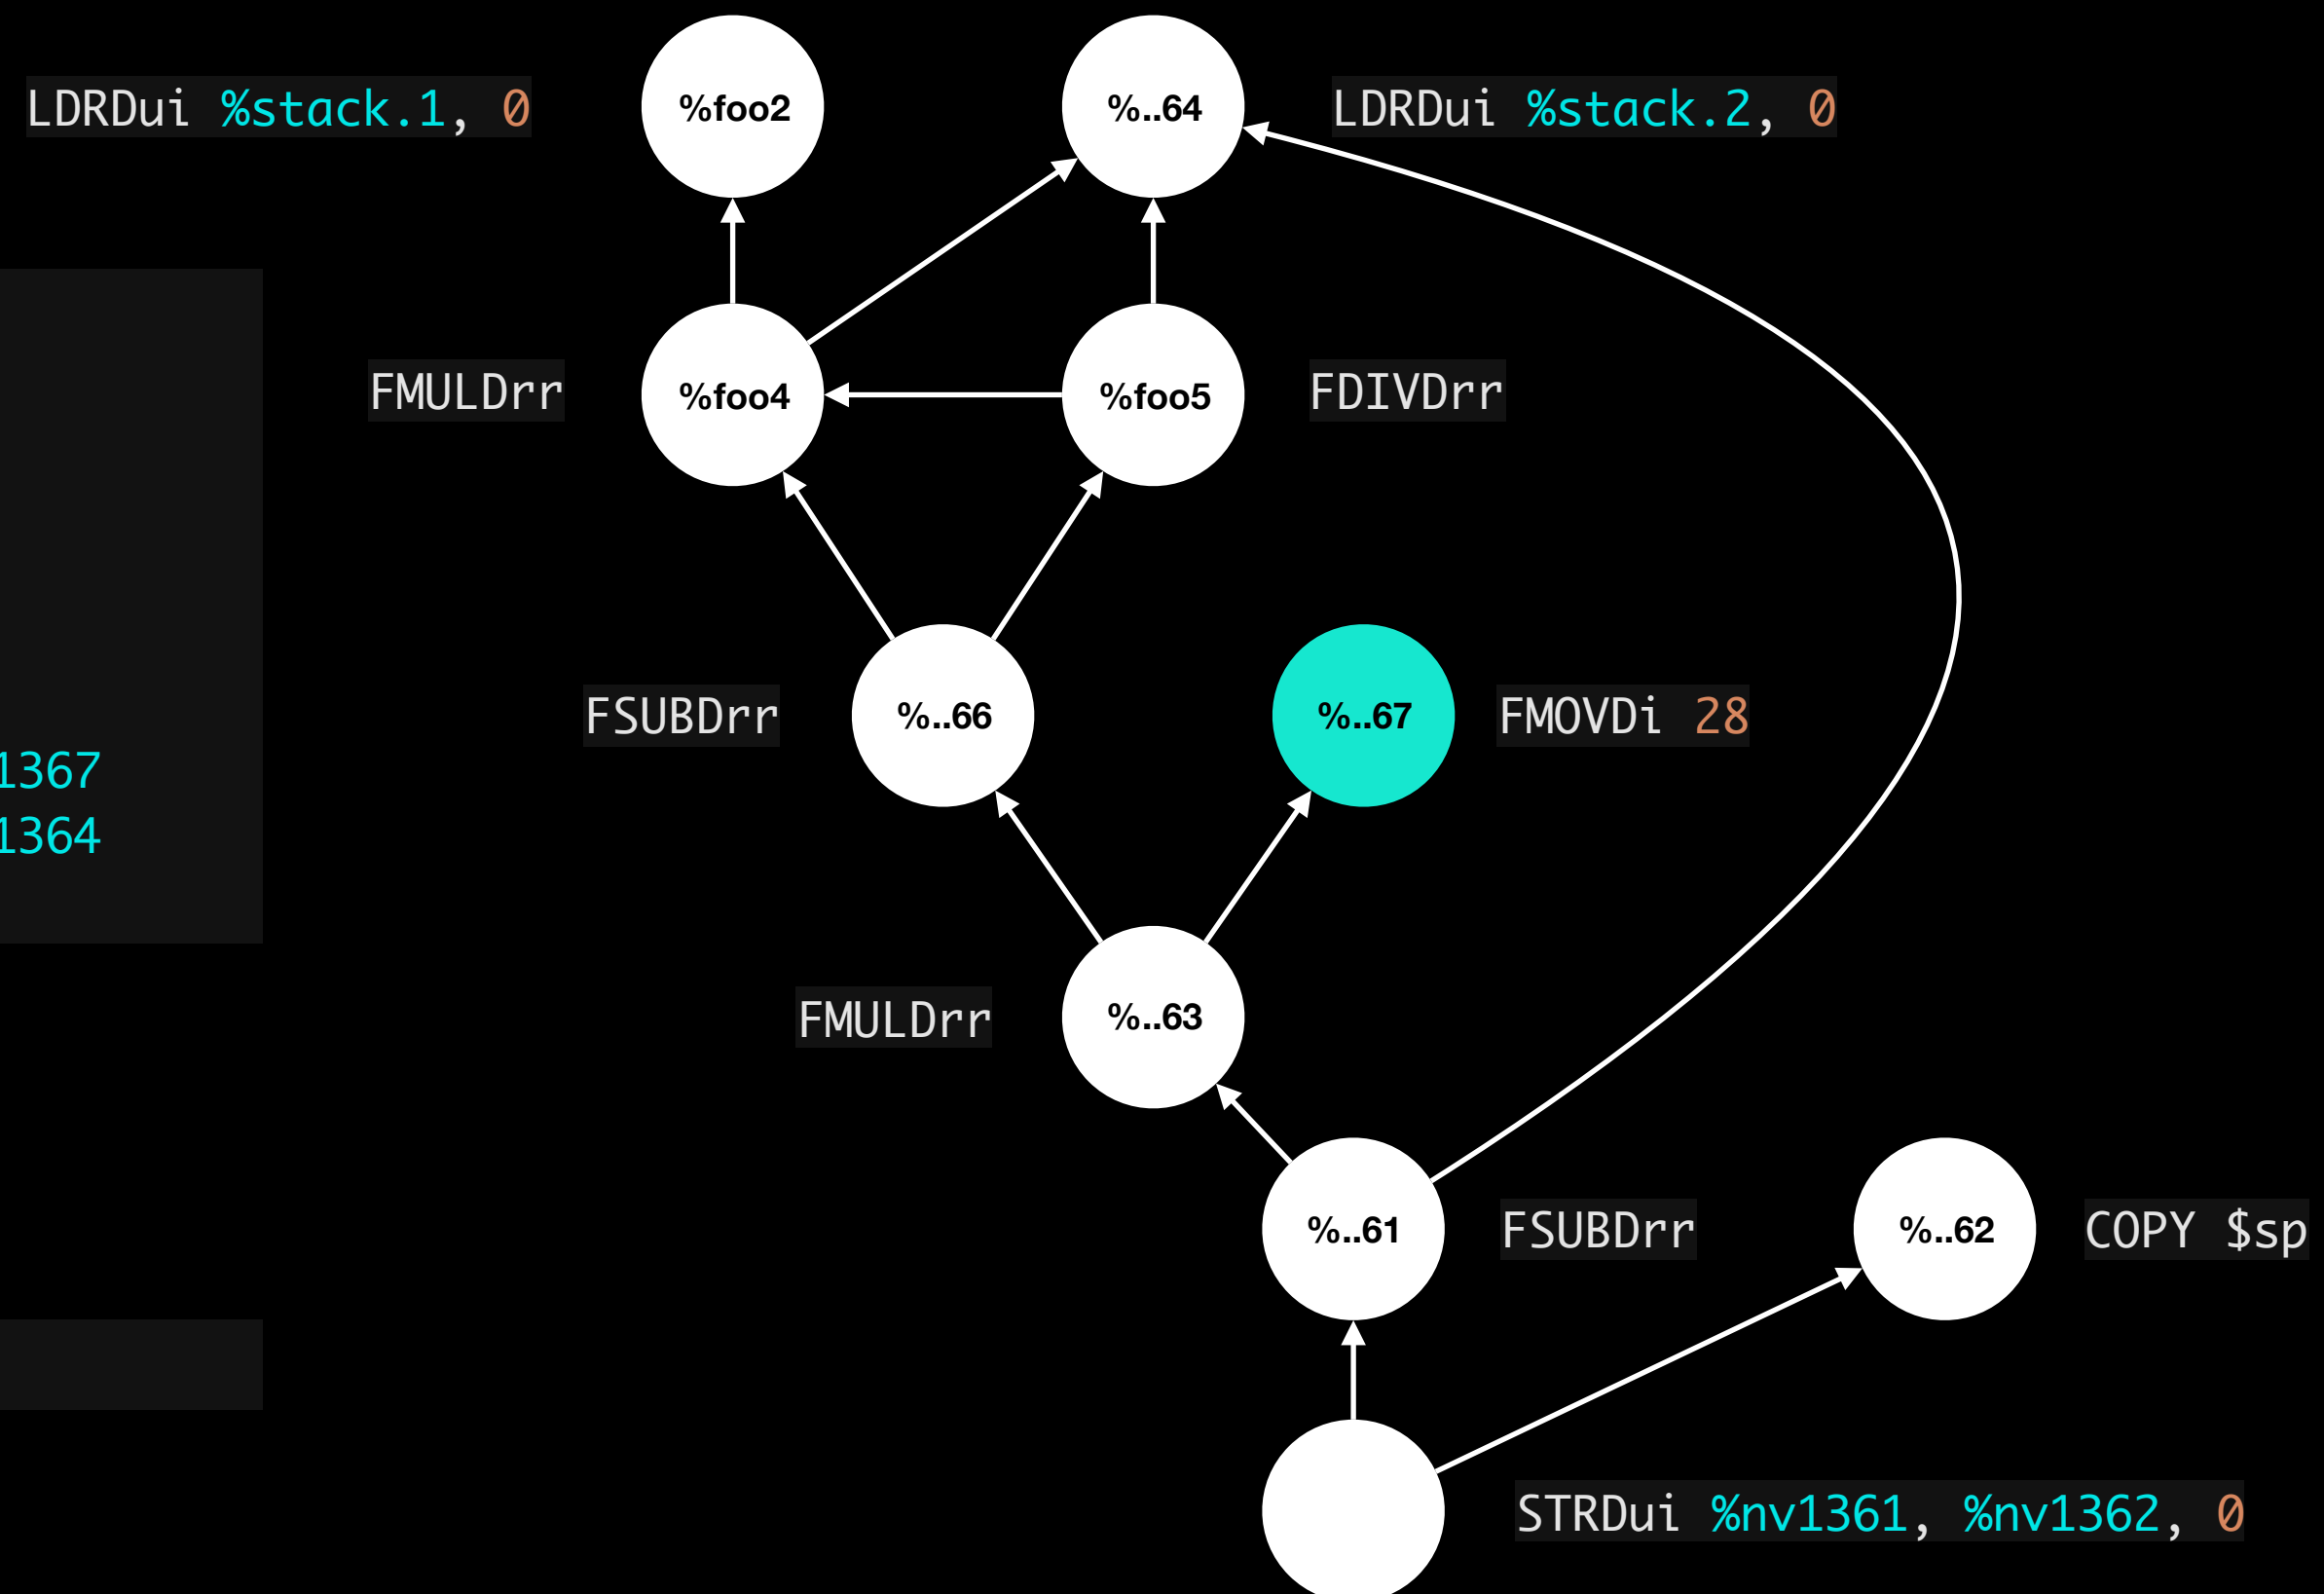 LDRDui %stack.1, 0
%foo2
%..64
LDRDui %stack.2, 0
FMULDrr
%foo4
%foo5
FDIVDrr
FSUBDrr
%..66
%..67
FMOVDi 28
1367
1364
FMULDrr
%..63
%..61
FSUBDrr
%..62
COPY $sp
STRDui %nv1361, %nv1362, 0